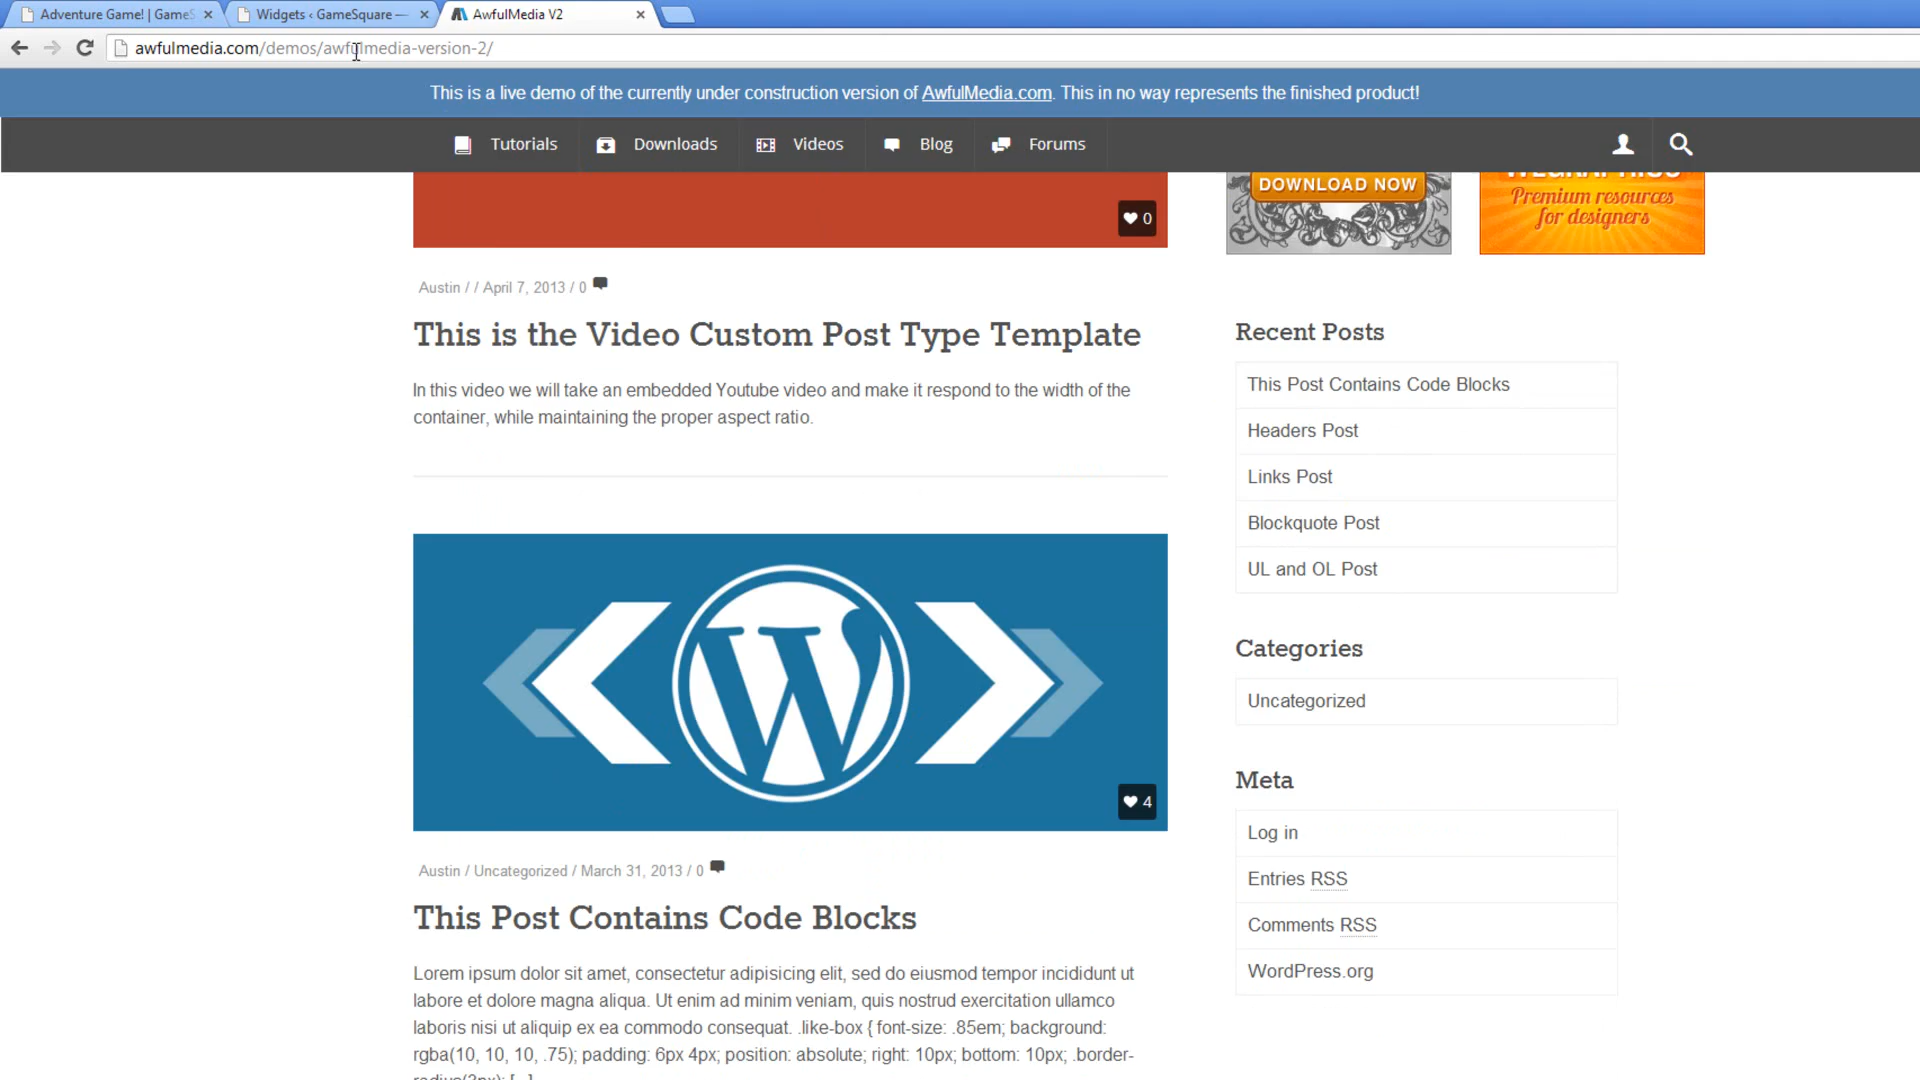 Adventure Game! | Games
Widgets ‹ GameSquare —
AwfulMedia V2
awfulmedia.com/demos/awfulmedia-version-2/
This is a live demo of the currently under construction version of AwfulMedia.com. This in no way represents the finished product!
Tutorials
Downloads
Videos
Blog
Forums
DOWNLOAD NOW
Premium resources
for designers
0
Austin / / April 7, 2013 / 0
This is the Video Custom Post Type Template
In this video we will take an embedded Youtube video and make it respond to the width of the
container, while maintaining the proper aspect ratio.
4
Austin / Uncategorized / March 31, 2013 / 0
This Post Contains Code Blocks
Lorem ipsum dolor sit amet, consectetur adipisicing elit, sed do eiusmod tempor incididunt ut
labore et dolore magna aliqua. Ut enim ad minim veniam, quis nostrud exercitation ullamco
laboris nisi ut aliquip ex ea commodo consequat. .like-box { font-size: .85em; background:
rgba(10, 10, 10, .75); padding: 6px 4px; position: absolute; right: 10px; bottom: 10px; .border-
Recent Posts
This Post Contains Code Blocks
Headers Post
Links Post
Blockquote Post
UL and OL Post
Categories
Uncategorized
Meta
Log in
Entries RSS
Comments RSS
WordPress.org